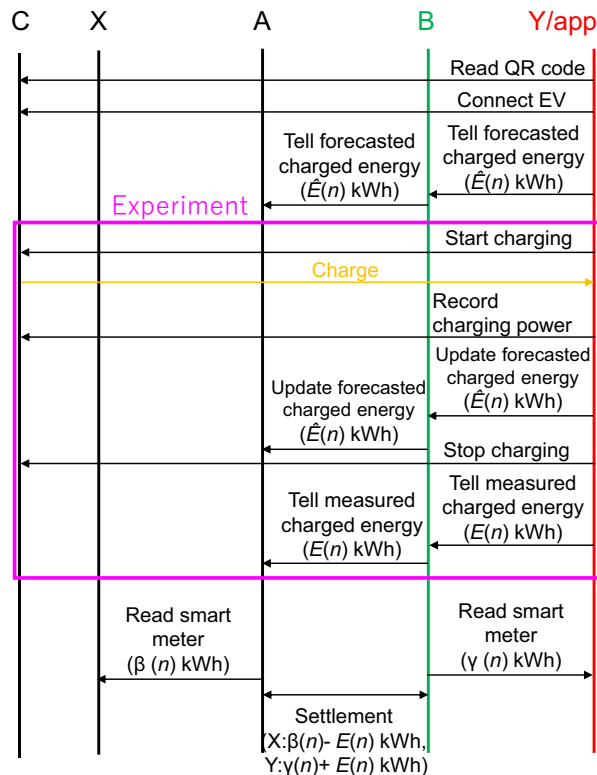 C X A B Y/app
Read QR code
Connect EV
Tell forecasted
charged energy
(Ê(n) kWh)
Tell forecasted
charged energy
(Ê(n) kWh)
Experiment
Start charging
Charge
Record
charging power
Update forecasted
charged energy
(Ê(n) kWh)
Update forecasted
charged energy
(Ê(n) kWh)
Stop charging
Tell measured
charged energy
(E(n) kWh)
Tell measured
charged energy
(E(n) kWh)
Read smart
meter
(β (n) kWh)
Read smart
meter
(γ (n) kWh)
Settlement
(X:β(n)- E(n) kWh,
Y:γ(n)+ E(n) kWh)